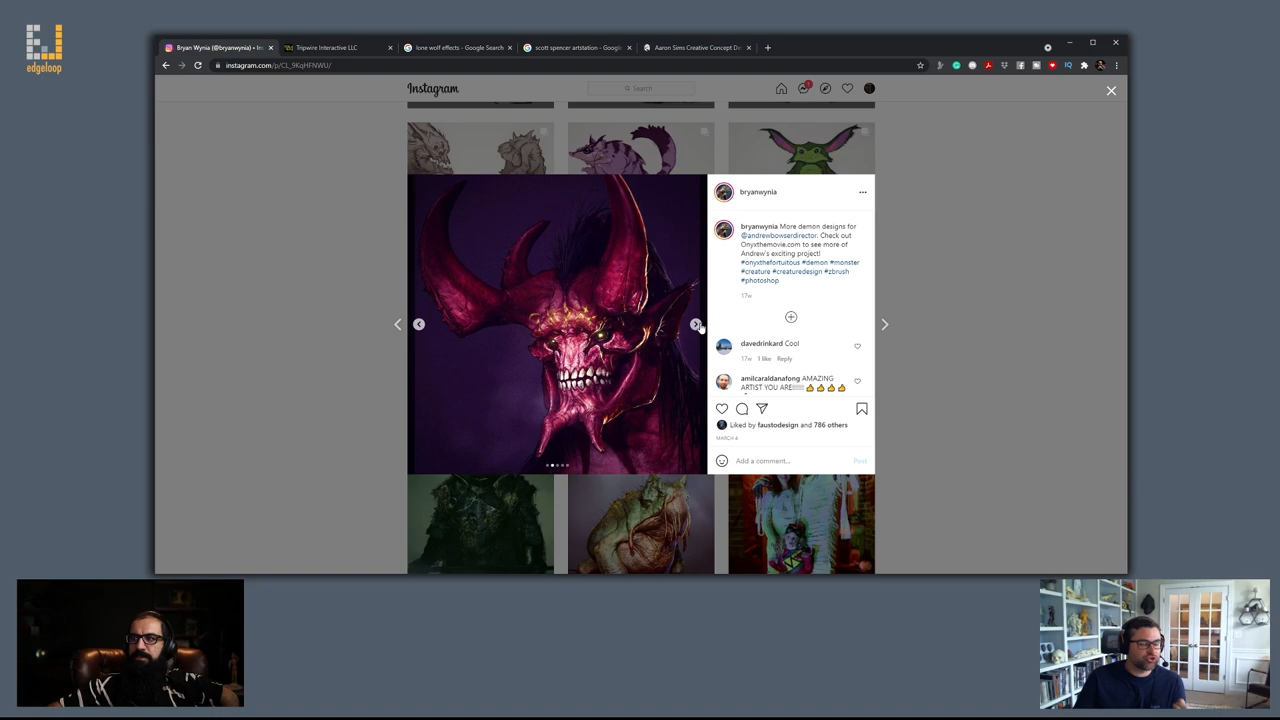 edgeloop
Bryan Wynia (@bryanwynia) • Ins
Tripwire Interactive LLC
lone wolf effects - Google Search
scott spencer artstation - Google
Aaron Sims Creative Concept De
instagram.com/p/CL_9KqHFNWU/
Instagram
Search
bryanwynia
bryanwynia More demon designs for
@andrewbowserdirector. Check out
Onyxthemovie.com to see more of
Andrew's exciting project!
#onyxthefortuitous #demon #monster
#creature #creaturedesign #zbrush
#photoshop
17w
davedrinkard Cool
17w 1 like Reply
amilcaraldanafong AMAZING
ARTIST YOU ARE
Liked by faustodesign and 786 others
MARCH 4
Add a comment...
Post